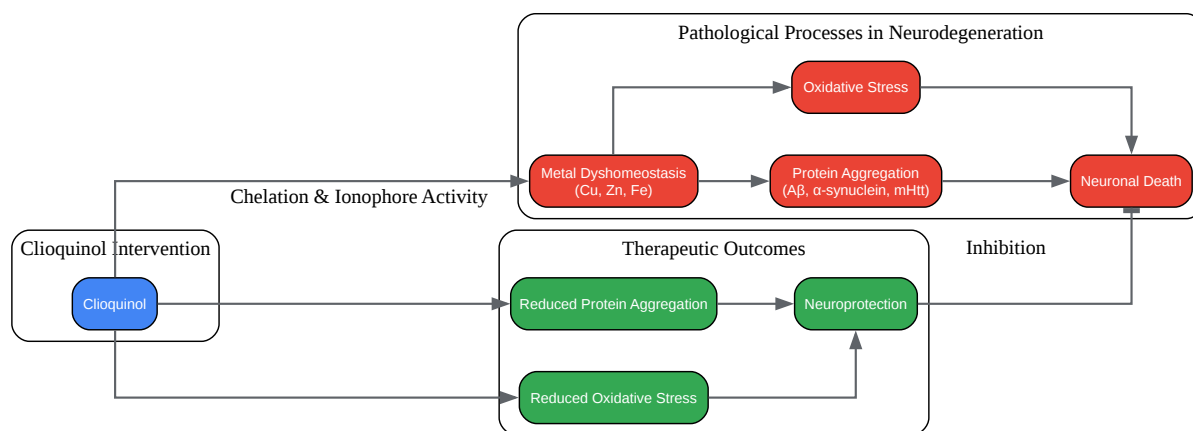 Pathological Processes in Neurodegeneration
Oxidative Stress
Metal Dyshomeostasis
(Cu, Zn, Fe)
Protein Aggregation
(Aβ, α-synuclein, mHtt)
Neuronal Death
Chelation & Ionophore Activity
Clioquinol Intervention
Therapeutic Outcomes
Inhibition
Clioquinol
Reduced Protein Aggregation
Neuroprotection
Reduced Oxidative Stress